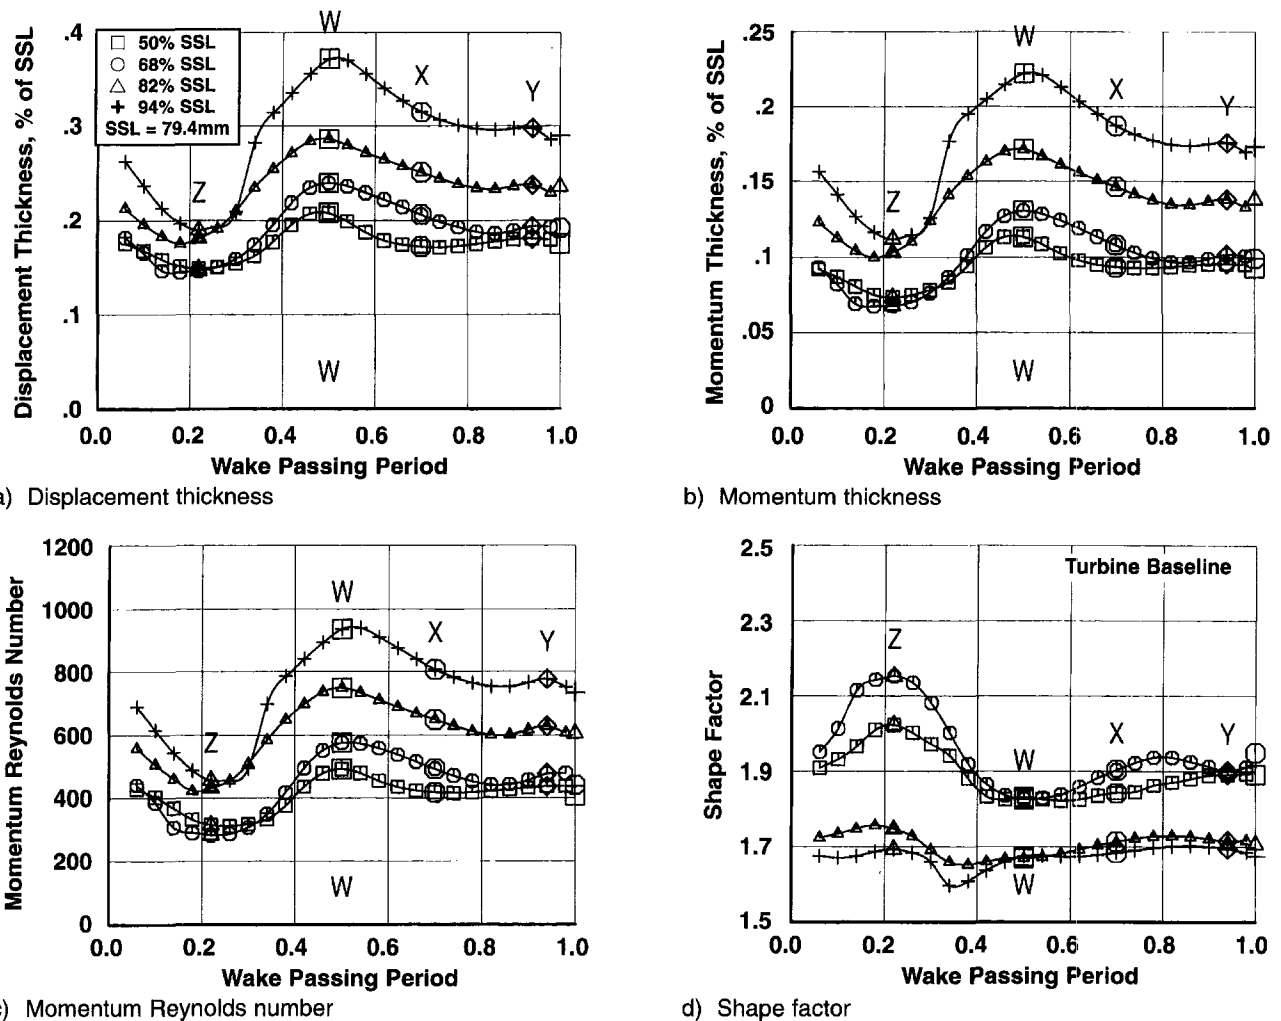 W
.4
50% SSL
68% SSL
82% SSL
94% SSL
SSL = 79.4mm
X
Y
.3
Z
.2
.1
W
.0
0.0 0.2 0.4 0.6 0.8 1.0
Displacement Thickness, % of SSL
Wake Passing Period
a) Displacement thickness
.25
W
X
Y
.2
.15
Z
.1
.05
W
0
0.0 0.2 0.4 0.6 0.8 1.0
Momentum Thickness, % of SSL
Wake Passing Period
b) Momentum thickness
1200
1000
W
X
Y
800
600
Z
400
200
W
0
0.0 0.2 0.4 0.6 0.8 1.0
Momentum Reynolds Number
Wake Passing Period
c) Momentum Reynolds number
2.5
Turbine Baseline
2.3
Z
2.1
W
X
Y
1.9
1.7
W
1.5
0.0 0.2 0.4 0.6 0.8 1.0
Shape Factor
Wake Passing Period
d) Shape factor